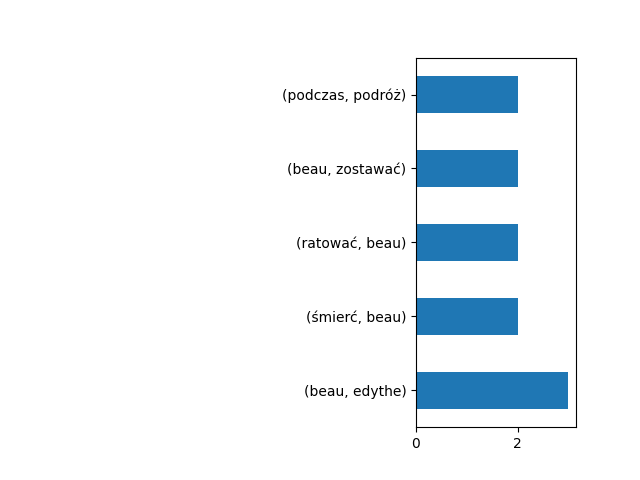 (podczas, podróż)
(beau, zostawać)
(ratować, beau)
(śmierć, beau)
(beau, edythe)
0 2